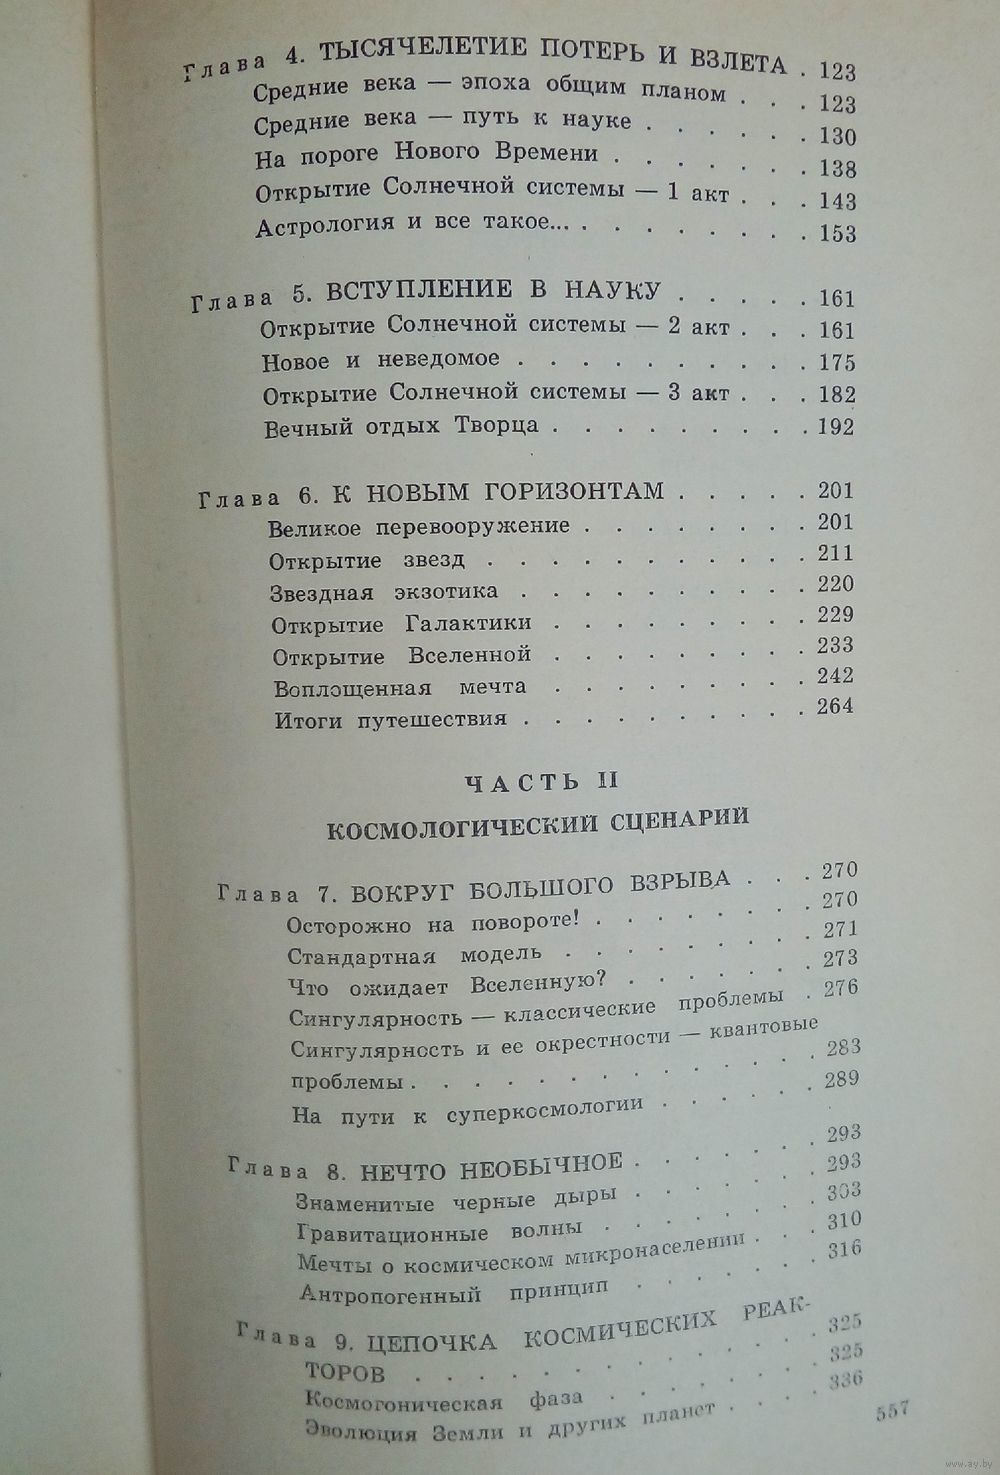 Глава 4. ТЫСЯЧЕЛЕТИЕ ПОТЕРЬ И ВЗЛЕТА . 123
Средние века — эпоха общим планом . . . 123
Средние века — путь к науке . . . . . . 130
На пороге Нового Времени . . . . . . . 138
Открытие Солнечной системы — 1 акт . . . 143
Астрология и все такое... . . . . . . . . 153
Глава 5. ВСТУПЛЕНИЕ В НАУКУ . . . . . 161
Открытие Солнечной системы — 2 акт . . . 161
Новое и неведомое . . . . . . . . . . 175
Открытие Солнечной системы — 3 акт . . . 182
Вечный отдых Творца . . . . . . . . . 192
Глава 6. К НОВЫМ ГОРИЗОНТАМ . . . . . 201
Великое перевооружение . . . . . . . . 201
Открытие звезд . . . . . . . . . . . 211
Звездная экзотика . . . . . . . . . . 220
Открытие Галактики . . . . . . . . . 229
Открытие Вселенной . . . . . . . . . 233
Воплощенная мечта . . . . . . . . . 242
Итоги путешествия . . . . . . . . . . 264
ЧАСТЬ II
КОСМОЛОГИЧЕСКИЙ СЦЕНАРИЙ
Глава 7. ВОКРУГ БОЛЬШОГО ВЗРЫВА . . . 270
Осторожно на повороте! . . . . . . . . 270
Стандартная модель . . . . . . . . . 271
Что ожидает Вселенную? . . . . . . . 273
Сингулярность — классические проблемы . 276
Сингулярность и ее окрестности — квантовые
проблемы . . . . . . . . . . . . . . 283
На пути к суперкосмологии . . . . . . 289
Глава 8. НЕЧТО НЕОБЫЧНОЕ . . . . . . . 293
Знаменитые черные дыры . . . . . . . 293
Гравитационные волны . . . . . . . . 303
Мечты о космическом микронаселении . . . 310
Антропогенный принцип . . . . . . . 316
Глава 9. ЦЕПОЧКА КОСМИЧЕСКИХ РЕАК-
ТОРОВ . . . . . . . . . . . . . 325
Космогоническая фаза . . . . . . . . 325
Эволюция Земли и других планет . . . . 336
557
www.ay.by